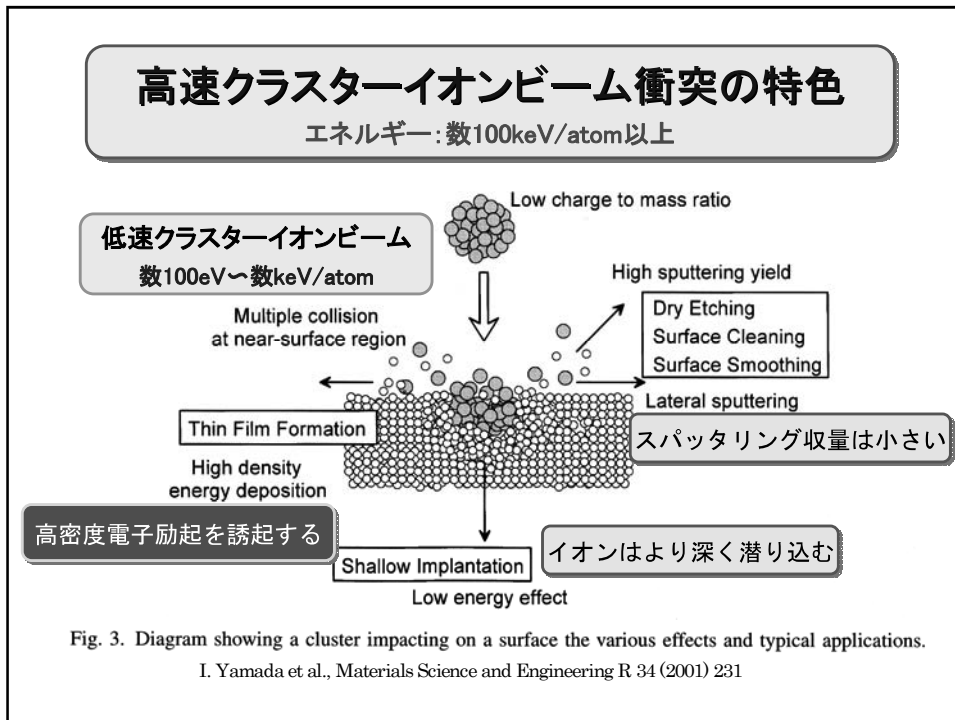 高速クラスターイオンビーム衝突の特色
エネルギー：数100keV/atom以上
Low charge to mass ratio
低速クラスターイオンビーム
数100eV〜数keV/atom
High sputtering yield
Dry Etching
Surface Cleaning
Surface Smoothing
Multiple collision
at near-surface region
Lateral sputtering
Thin Film Formation
スパッタリング収量は小さい
High density
energy deposition
高密度電子励起を誘起する
イオンはより深く潜り込む
Shallow Implantation
Low energy effect
Fig. 3. Diagram showing a cluster impacting on a surface the various effects and typical applications.
I. Yamada et al., Materials Science and Engineering R 34 (2001) 231